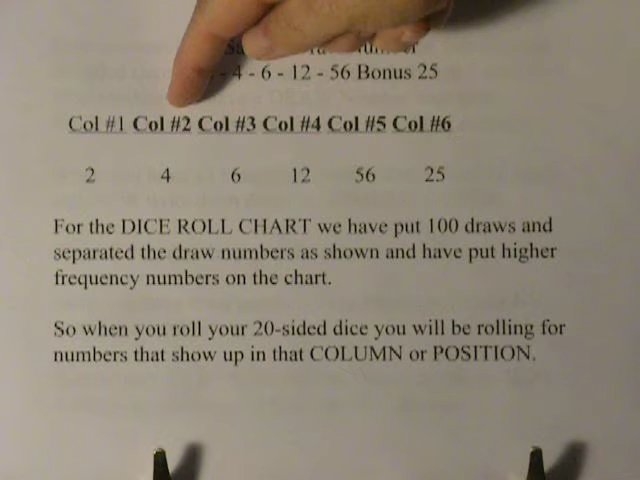 - 4 - 6 - 12 - 56 Bonus 25
Col #1 Col #2 Col #3 Col #4 Col #5 Col #6
2 4 6 12 56 25
For the DICE ROLL CHART we have put 100 draws and
separated the draw numbers as shown and have put higher
frequency numbers on the chart.
So when you roll your 20-sided dice you will be rolling for
numbers that show up in that COLUMN or POSITION.